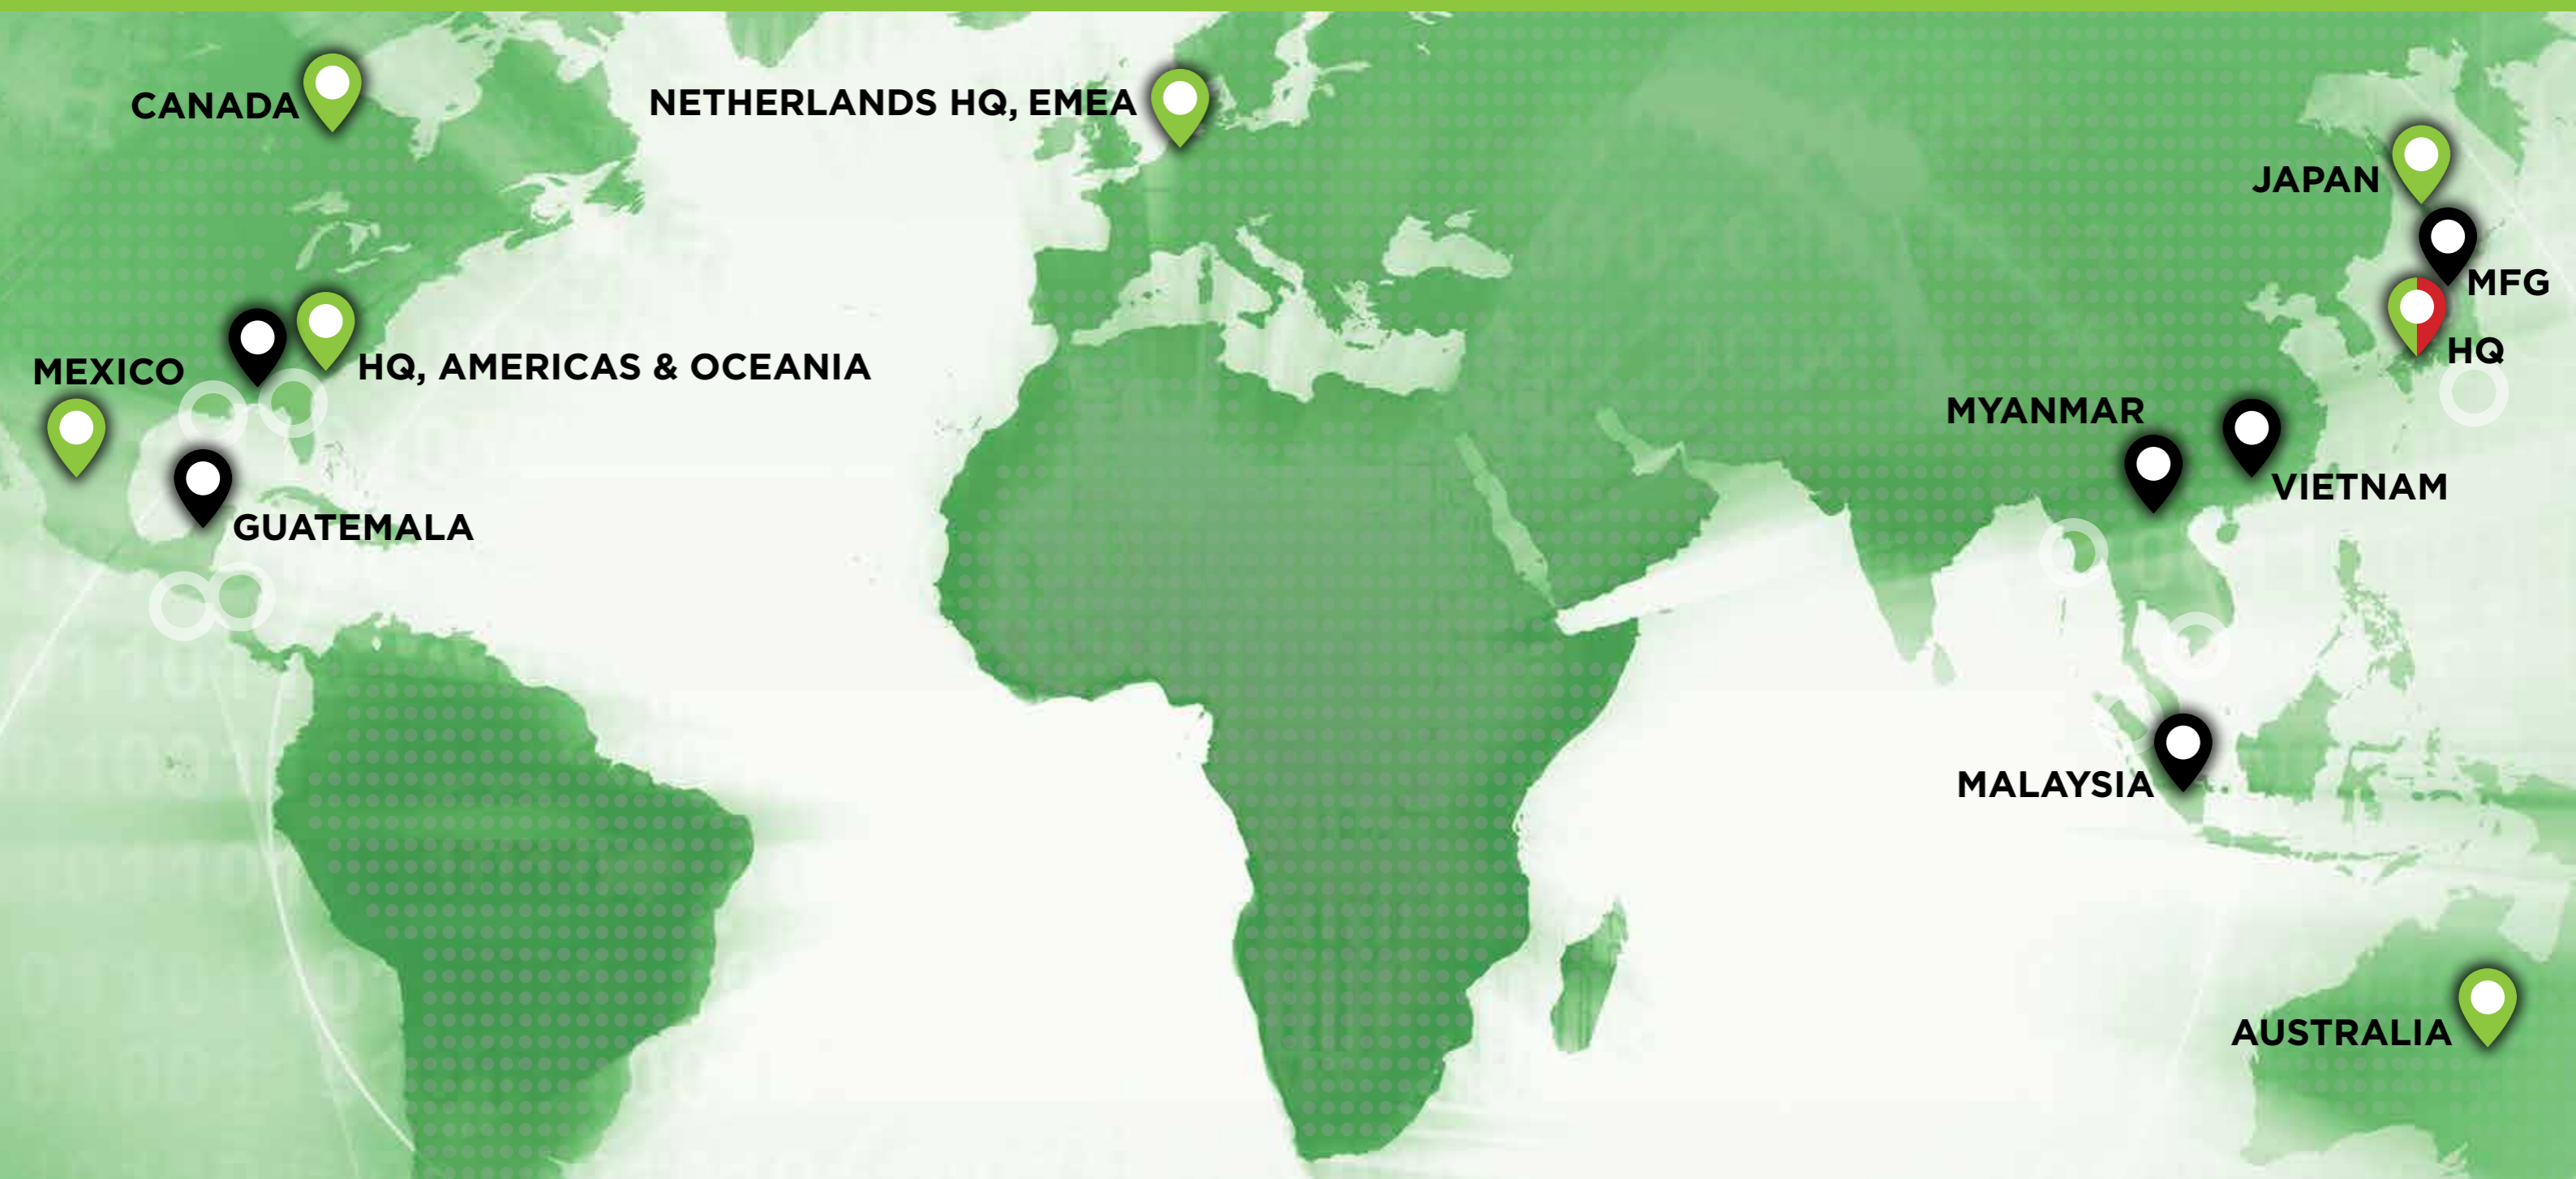 CANADA
NETHERLANDS HQ, EMEA
JAPAN
MFG
HQ
MEXICO
HQ, AMERICAS & OCEANIA
MYANMAR
VIETNAM
GUATEMALA
MALAYSIA
AUSTRALIA